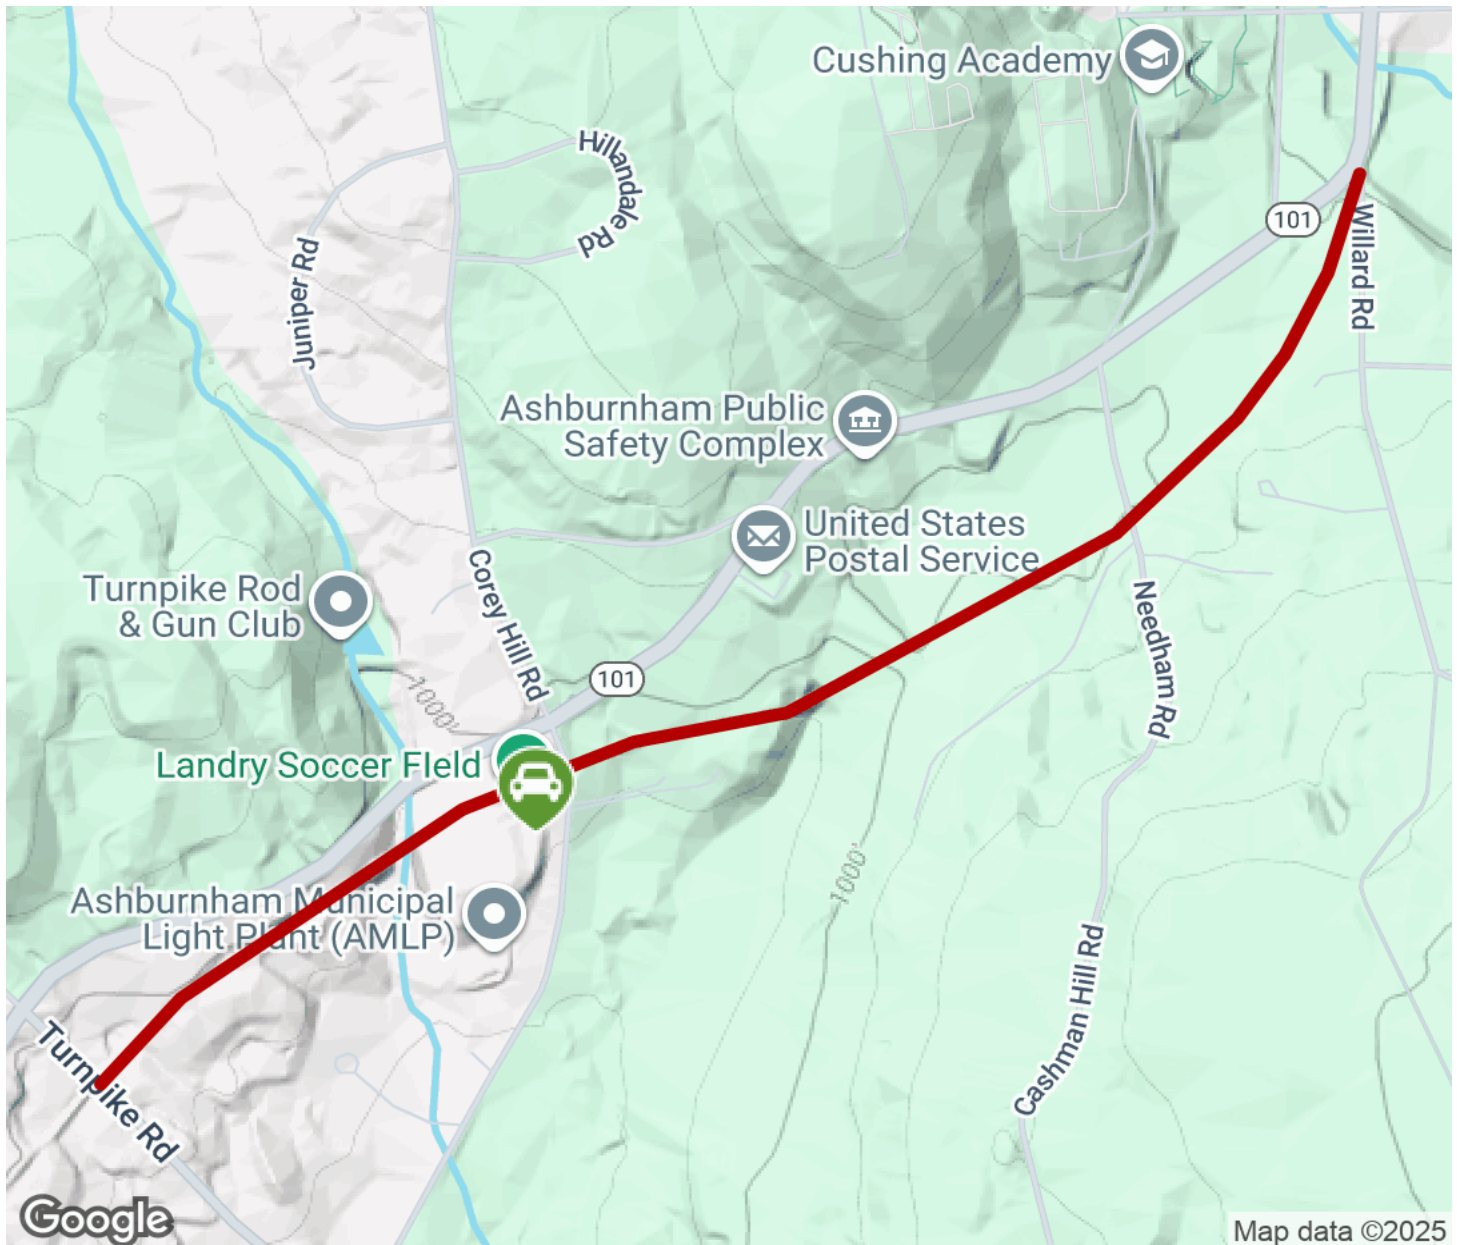 Cushing Academy
Hillandale Rd
101
Willard Rd
Juniper Rd
Ashburnham Public
Safety Complex
United States
Postal Service
Turnpike Rod
& Gun Club
Corey Hill Rd
Needham Rd
101
1000'
Landry Soccer FIeld
1000'
Ashburnham Municipal
Light Plant (AMLP)
Cashman Hill Rd
Turnpike Rd
Google
Map data ©2025